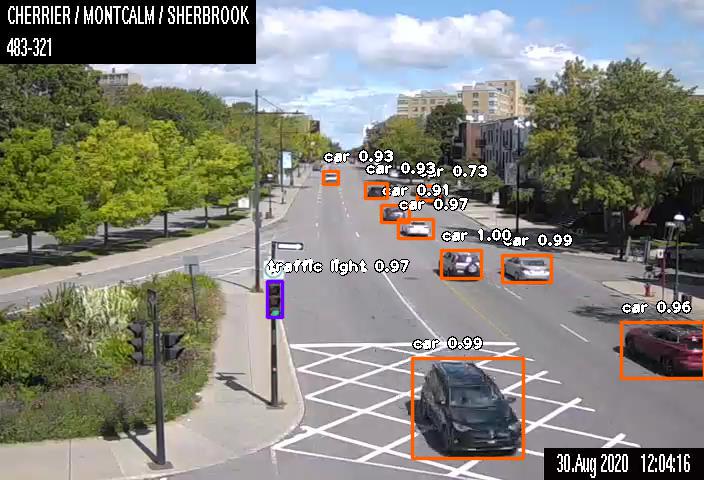 CHERRIER / MONTCALM / SHERBROOK
483-321
car 0.93
car 0.93
car 0.73
car 0.91
car 0.97
car 1.00
car 0.99
traffic light 0.97
car 0.96
car 0.99
30.Aug 2020 12:04:16